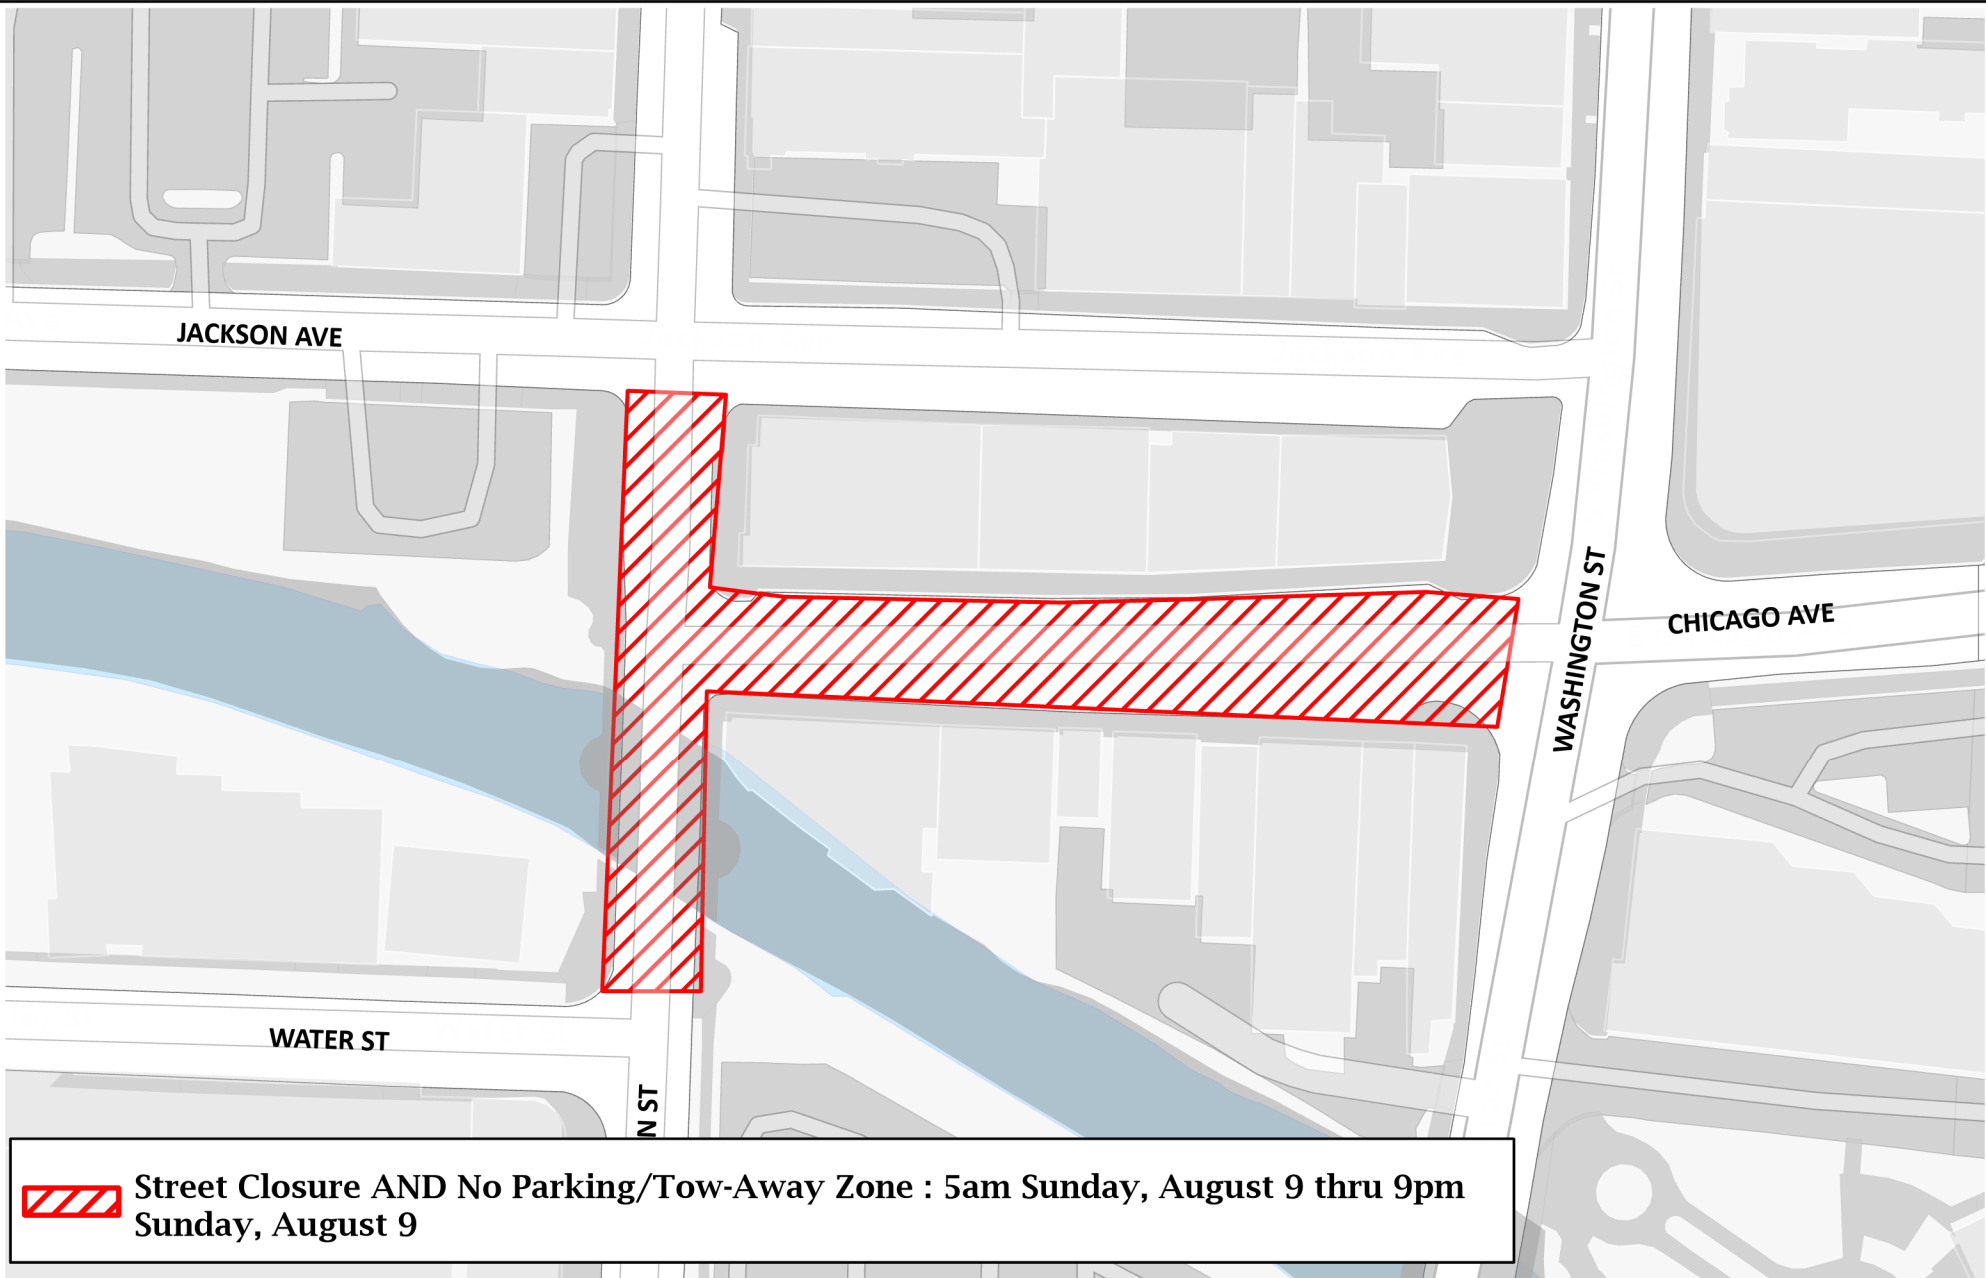 JACKSON AVE
CHICAGO AVE
WASHINGTON ST
WATER ST
N ST
Street Closure AND No Parking/Tow-Away Zone : 5am Sunday, August 9 thru 9pm
Sunday, August 9